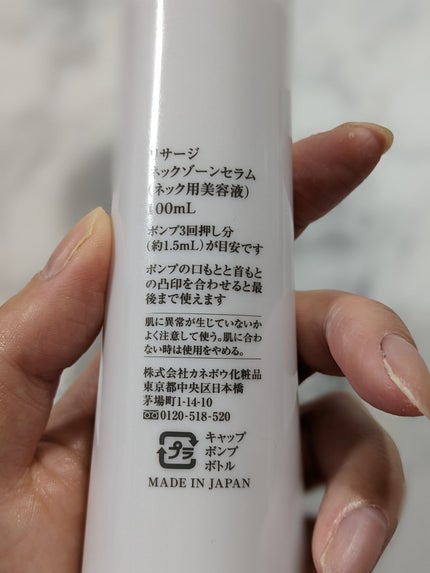 リサージ
ネックゾーンセラム
(ネック用美容液)
100mL
ポンプ3回押し分
(約1.5mL)が目安です
ポンプの口もとと首もと
の凸印を合わせると最
後まで使えます
肌に異常が生じていないか
よく注意して使う。肌に合わ
ない時は使用をやめる。
株式会社カネボウ化粧品
東京都中央区日本橋
茅場町1-14-10
0120-518-520
プラ
キャップ
ポンプ
ボトル
MADE IN JAPAN